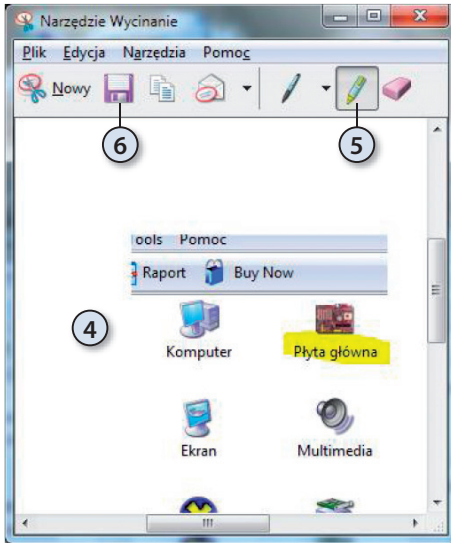 Narzędzie Wycinanie
Plik Edycja Narzędzia Pomoc
Nowy
6
5
ools Pomoc
Raport Buy Now
4
Komputer Płyta główna
Ekran Multimedia